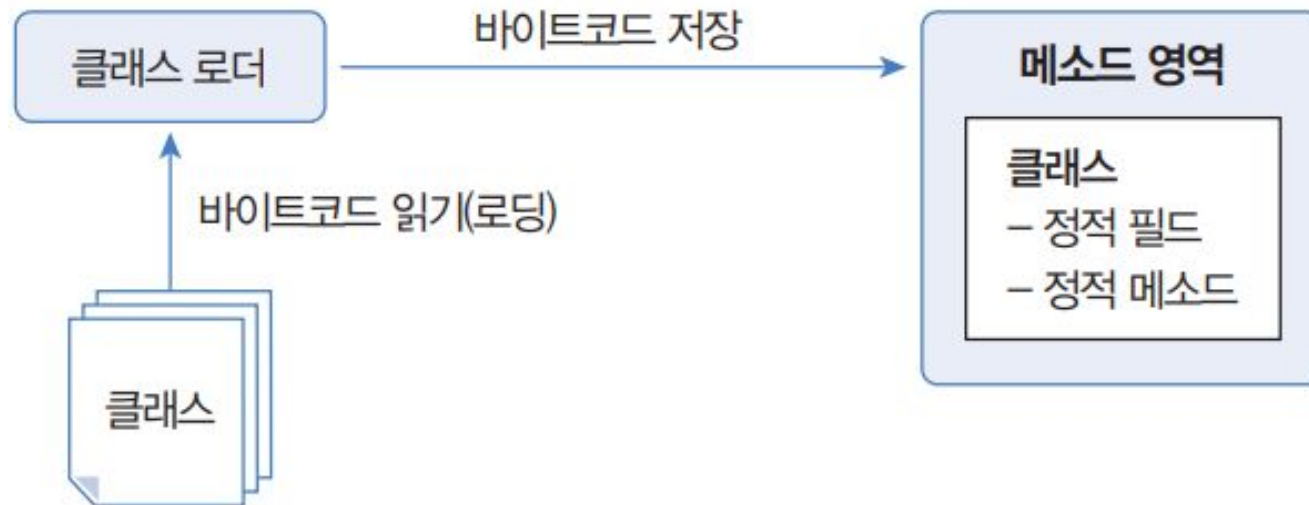 클래스 로더
바이트코드 저장
메소드 영역
클래스
– 정적 필드
– 정적 메소드
바이트코드 읽기(로딩)
클래스